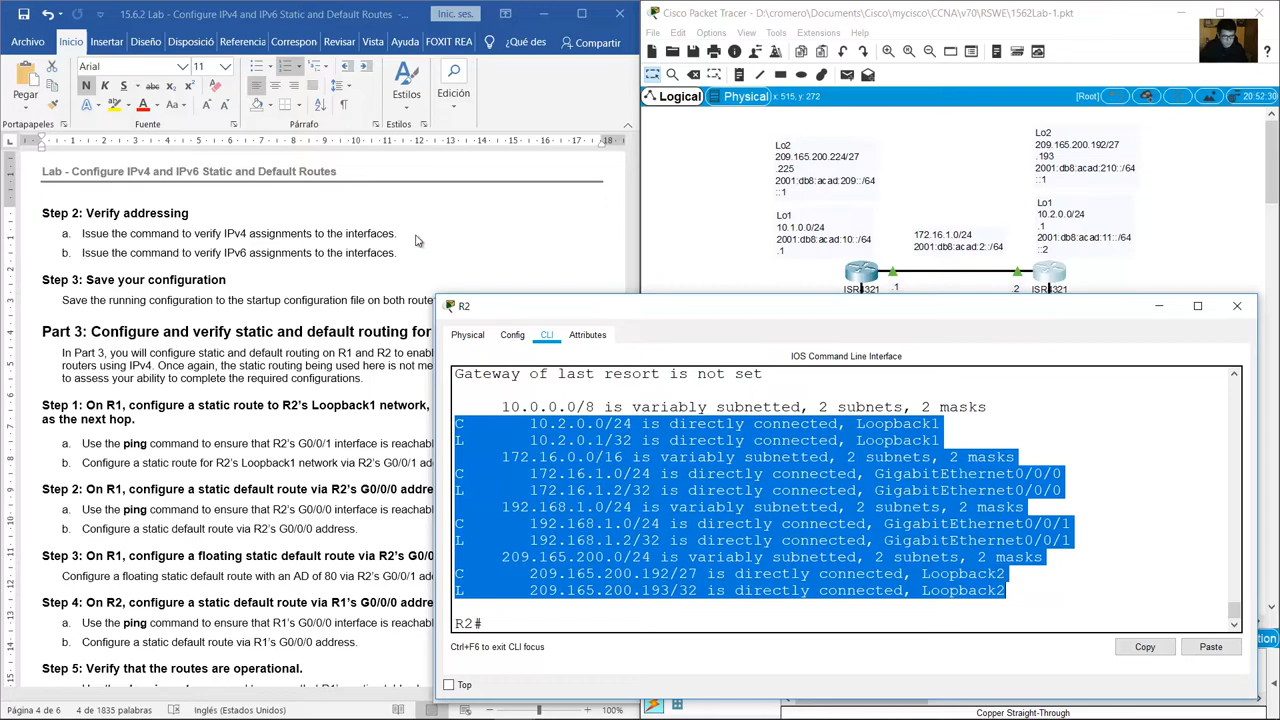 15.6.2 Lab - Configure IPv4 and IPv6 Static and Default Routes
Inic. ses.
Archivo Inicio Insertar Diseño Disposició Referencia Correspon Revisar Vista Ayuda FOXIT REA ¿Qué des Compartir
Arial 11
Pegar
N K S
Estilos
Edición
Portapapeles Fuente Párrafo Estilos
Lab - Configure IPv4 and IPv6 Static and Default Routes
Step 2: Verify addressing
a. Issue the command to verify IPv4 assignments to the interfaces.
b. Issue the command to verify IPv6 assignments to the interfaces.
Step 3: Save your configuration
Save the running configuration to the startup configuration file on both route
Part 3: Configure and verify static and default routing for
In Part 3, you will configure static and default routing on R1 and R2 to enabl
routers using IPv4. Once again, the static routing being used here is not me
to assess your ability to complete the required configurations.
Step 1: On R1, configure a static route to R2's Loopback1 network,
as the next hop.
a. Use the ping command to ensure that R2's G0/0/1 interface is reachabl
b. Configure a static route for R2's Loopback1 network via R2's G0/0/1 ad
Step 2: On R1, configure a static default route via R2's G0/0/0 addre
a. Use the ping command to ensure that R2's G0/0/0 interface is reachabl
b. Configure a static default route via R2's G0/0/0 address.
Step 3: On R1, configure a floating static default route via R2's G0/
Configure a floating static default route with an AD of 80 via R2's G0/0/1 a
Step 4: On R2, configure a static default route via R1's G0/0/0 addr
a. Use the ping command to ensure that R1's G0/0/0 interface is reachabl
b. Configure a static default route via R1's G0/0/0 address.
Step 5: Verify that the routes are operational.
Página 4 de 6 4 de 1835 palabras Inglés (Estados Unidos) 100%
Cisco Packet Tracer - D:\cromero\Documents\Cisco\mycisco\CCNA\v70\RSWE\1562Lab-1.pkt
File Edit Options View Tools Extensions Help
Logical Physical x: 515, y: 272 [Root] 20:52:30
Lo2
209.165.200.224/27
.225
2001:db8:acad:209::/64
::1
Lo1
10.1.0.0/24
2001:db8:acad:10::/64
.1
172.16.1.0/24
2001:db8:acad:2::/64
Lo2
209.165.200.192/27
.193
2001:db8:acad:210::/64
::1
Lo1
10.2.0.0/24
.1
2001:db8:acad:11::/64
::2
ISR4321 .1 .2 ISR4321
R2
Physical Config CLI Attributes
IOS Command Line Interface
Gateway of last resort is not set
10.0.0.0/8 is variably subnetted, 2 subnets, 2 masks
C 10.2.0.0/24 is directly connected, Loopback1
L 10.2.0.1/32 is directly connected, Loopback1
172.16.0.0/16 is variably subnetted, 2 subnets, 2 masks
C 172.16.1.0/24 is directly connected, GigabitEthernet0/0/0
L 172.16.1.2/32 is directly connected, GigabitEthernet0/0/0
192.168.1.0/24 is variably subnetted, 2 subnets, 2 masks
C 192.168.1.0/24 is directly connected, GigabitEthernet0/0/1
L 192.168.1.2/32 is directly connected, GigabitEthernet0/0/1
209.165.200.0/24 is variably subnetted, 2 subnets, 2 masks
C 209.165.200.192/27 is directly connected, Loopback2
L 209.165.200.193/32 is directly connected, Loopback2
R2#
Ctrl+F6 to exit CLI focus
Copy Paste
Top
Copper Straight-Through